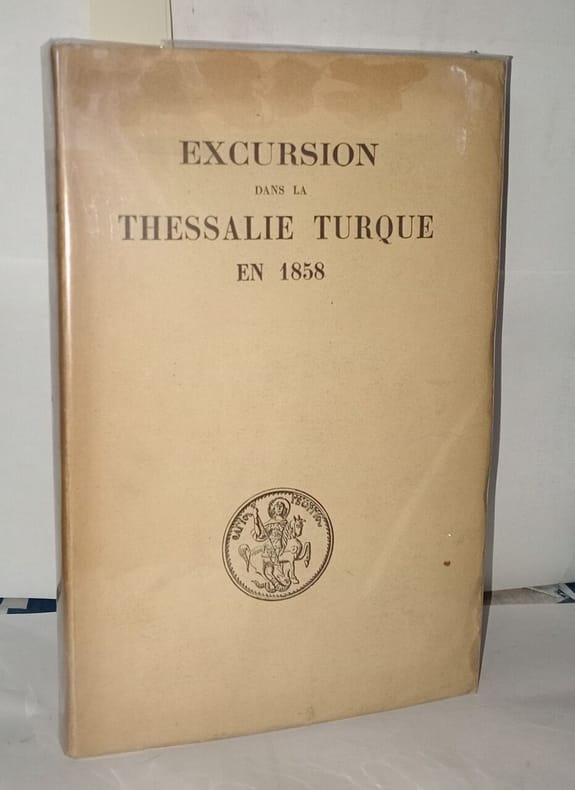 EXCURSION
DANS LA
THESSALIE TURQUE
EN 1858